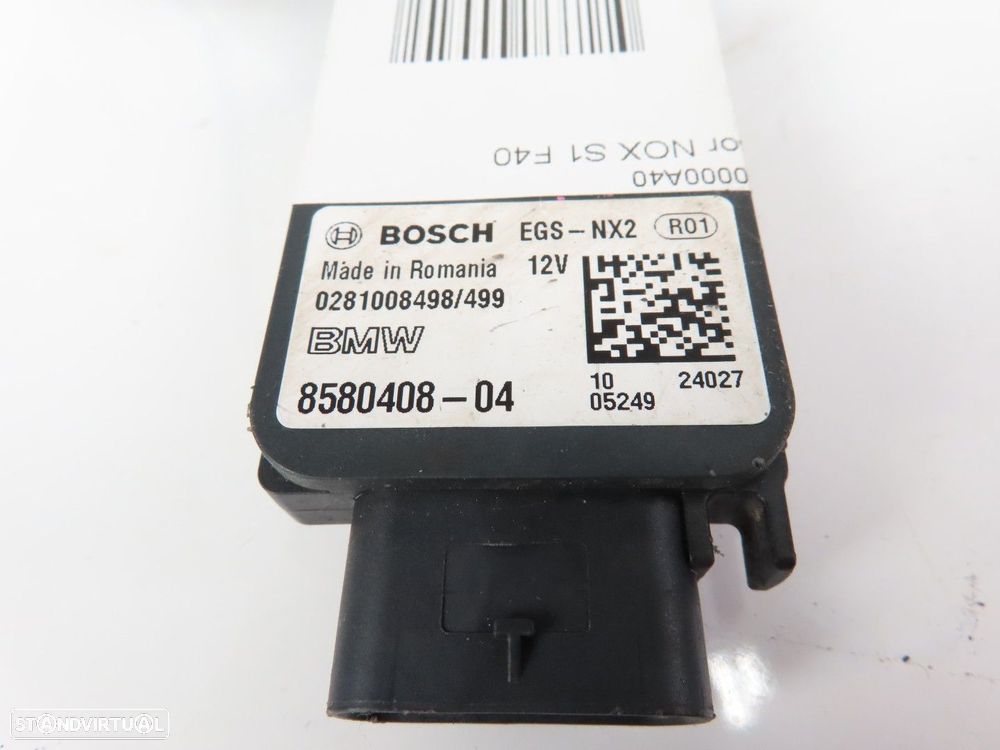 or NOX S1 F40
0000A40
BOSCH EGS-NX2 R01
Made in Romania 12V
0281008498/499
BMW
8580408-04
10 24027
05249
STANDVIRTUAL